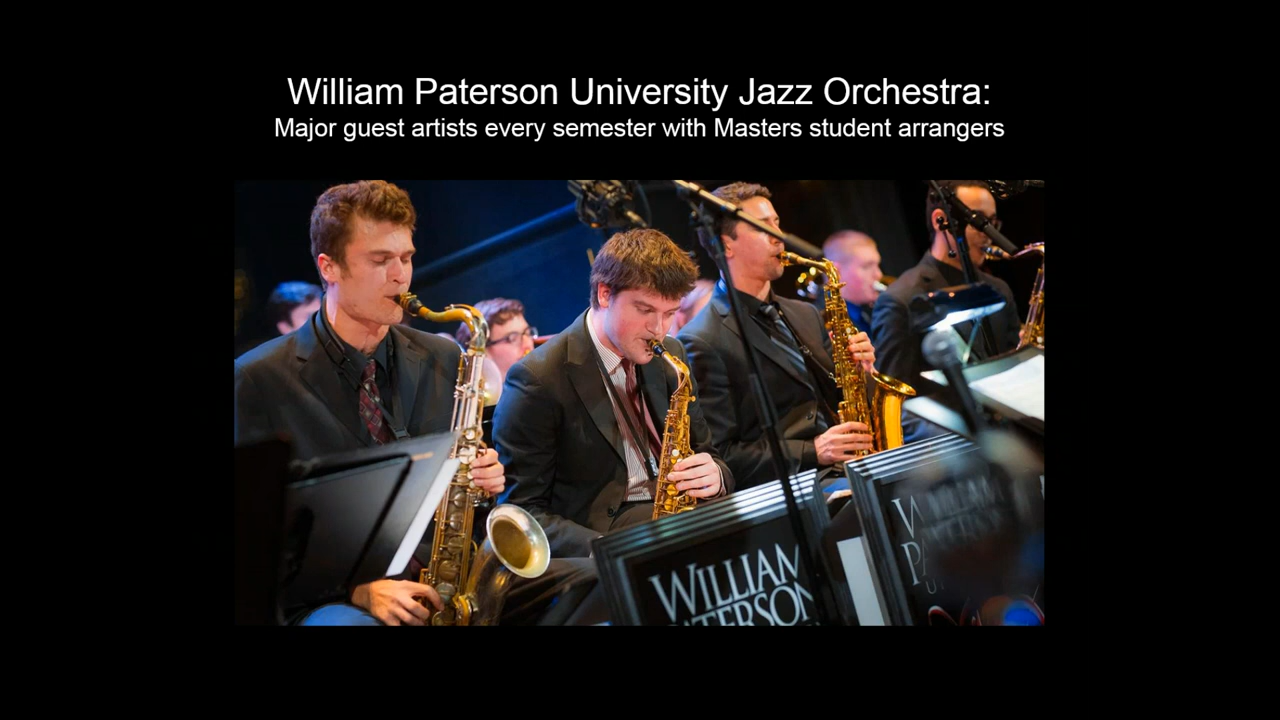 William Paterson University Jazz Orchestra:
Major guest artists every semester with Masters student arrangers
WILLIAM
PATERSON